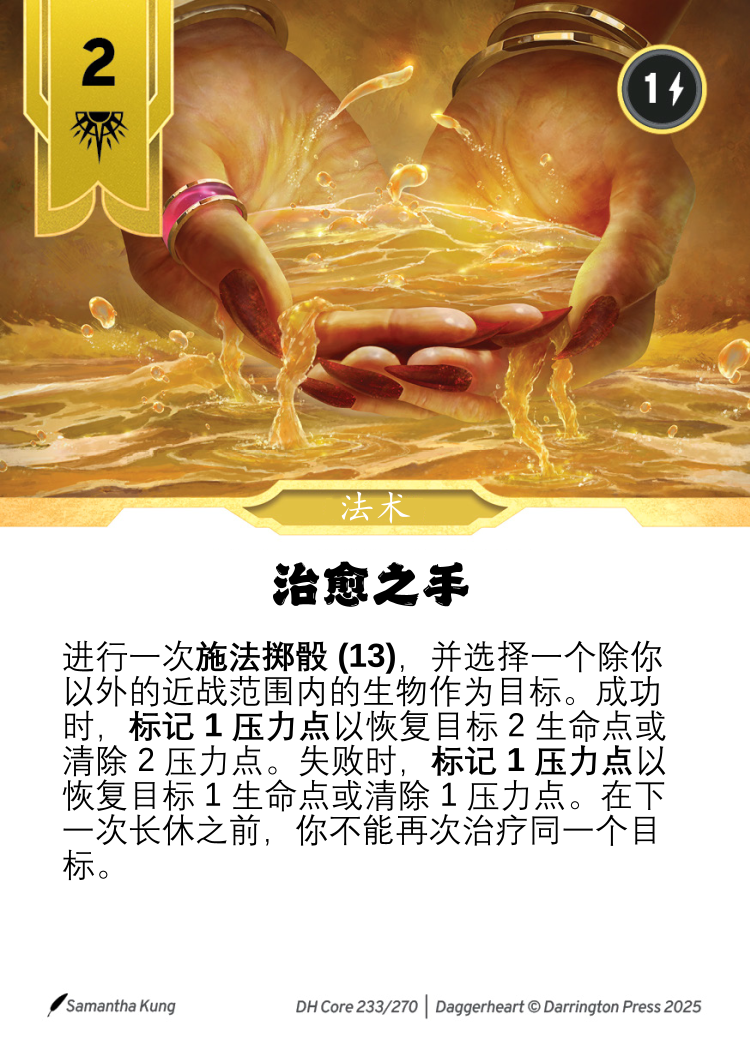 2
1
法术
治愈之手
进行一次施法掷骰 (13)，并选择一个除你
以外的近战范围内的生物作为目标。成功
时，标记 1 压力点以恢复目标 2 生命点或
清除 2 压力点。失败时，标记 1 压力点以
恢复目标 1 生命点或清除 1 压力点。在下
一次长休之前，你不能再次治疗同一个目
标。
Samantha Kung
DH Core 233/270 | Daggerheart © Darrington Press 2025